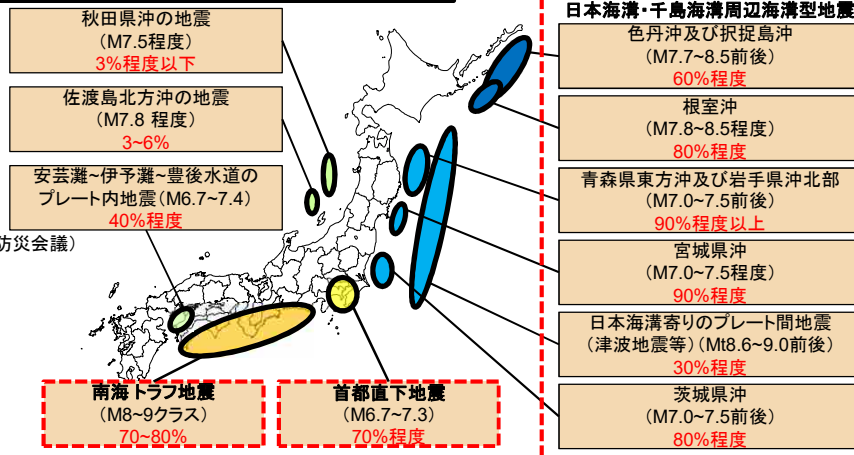 秋田県沖の地震
(M7.5程度)
3%程度以下
佐渡島北方沖の地震
(M7.8 程度)
3~6%
安芸灘~伊予灘~豊後水道の
プレート内地震(M6.7~7.4)
40%程度
防災会議)
南海トラフ地震
(M8~9クラス)
70~80%
首都直下地震
(M6.7~7.3)
70%程度
日本海溝・千島海溝周辺海溝型地震
色丹沖及び択捉島沖
(M7.7~8.5前後)
60%程度
根室沖
(M7.8~8.5程度)
80%程度
青森県東方沖及び岩手県沖北部
(M7.0~7.5前後)
90%程度以上
宮城県沖
(M7.0~7.5程度)
90%程度
日本海溝寄りのプレート間地震
(津波地震等)(Mt8.6~9.0前後)
30%程度
茨城県沖
(M7.0~7.5前後)
80%程度